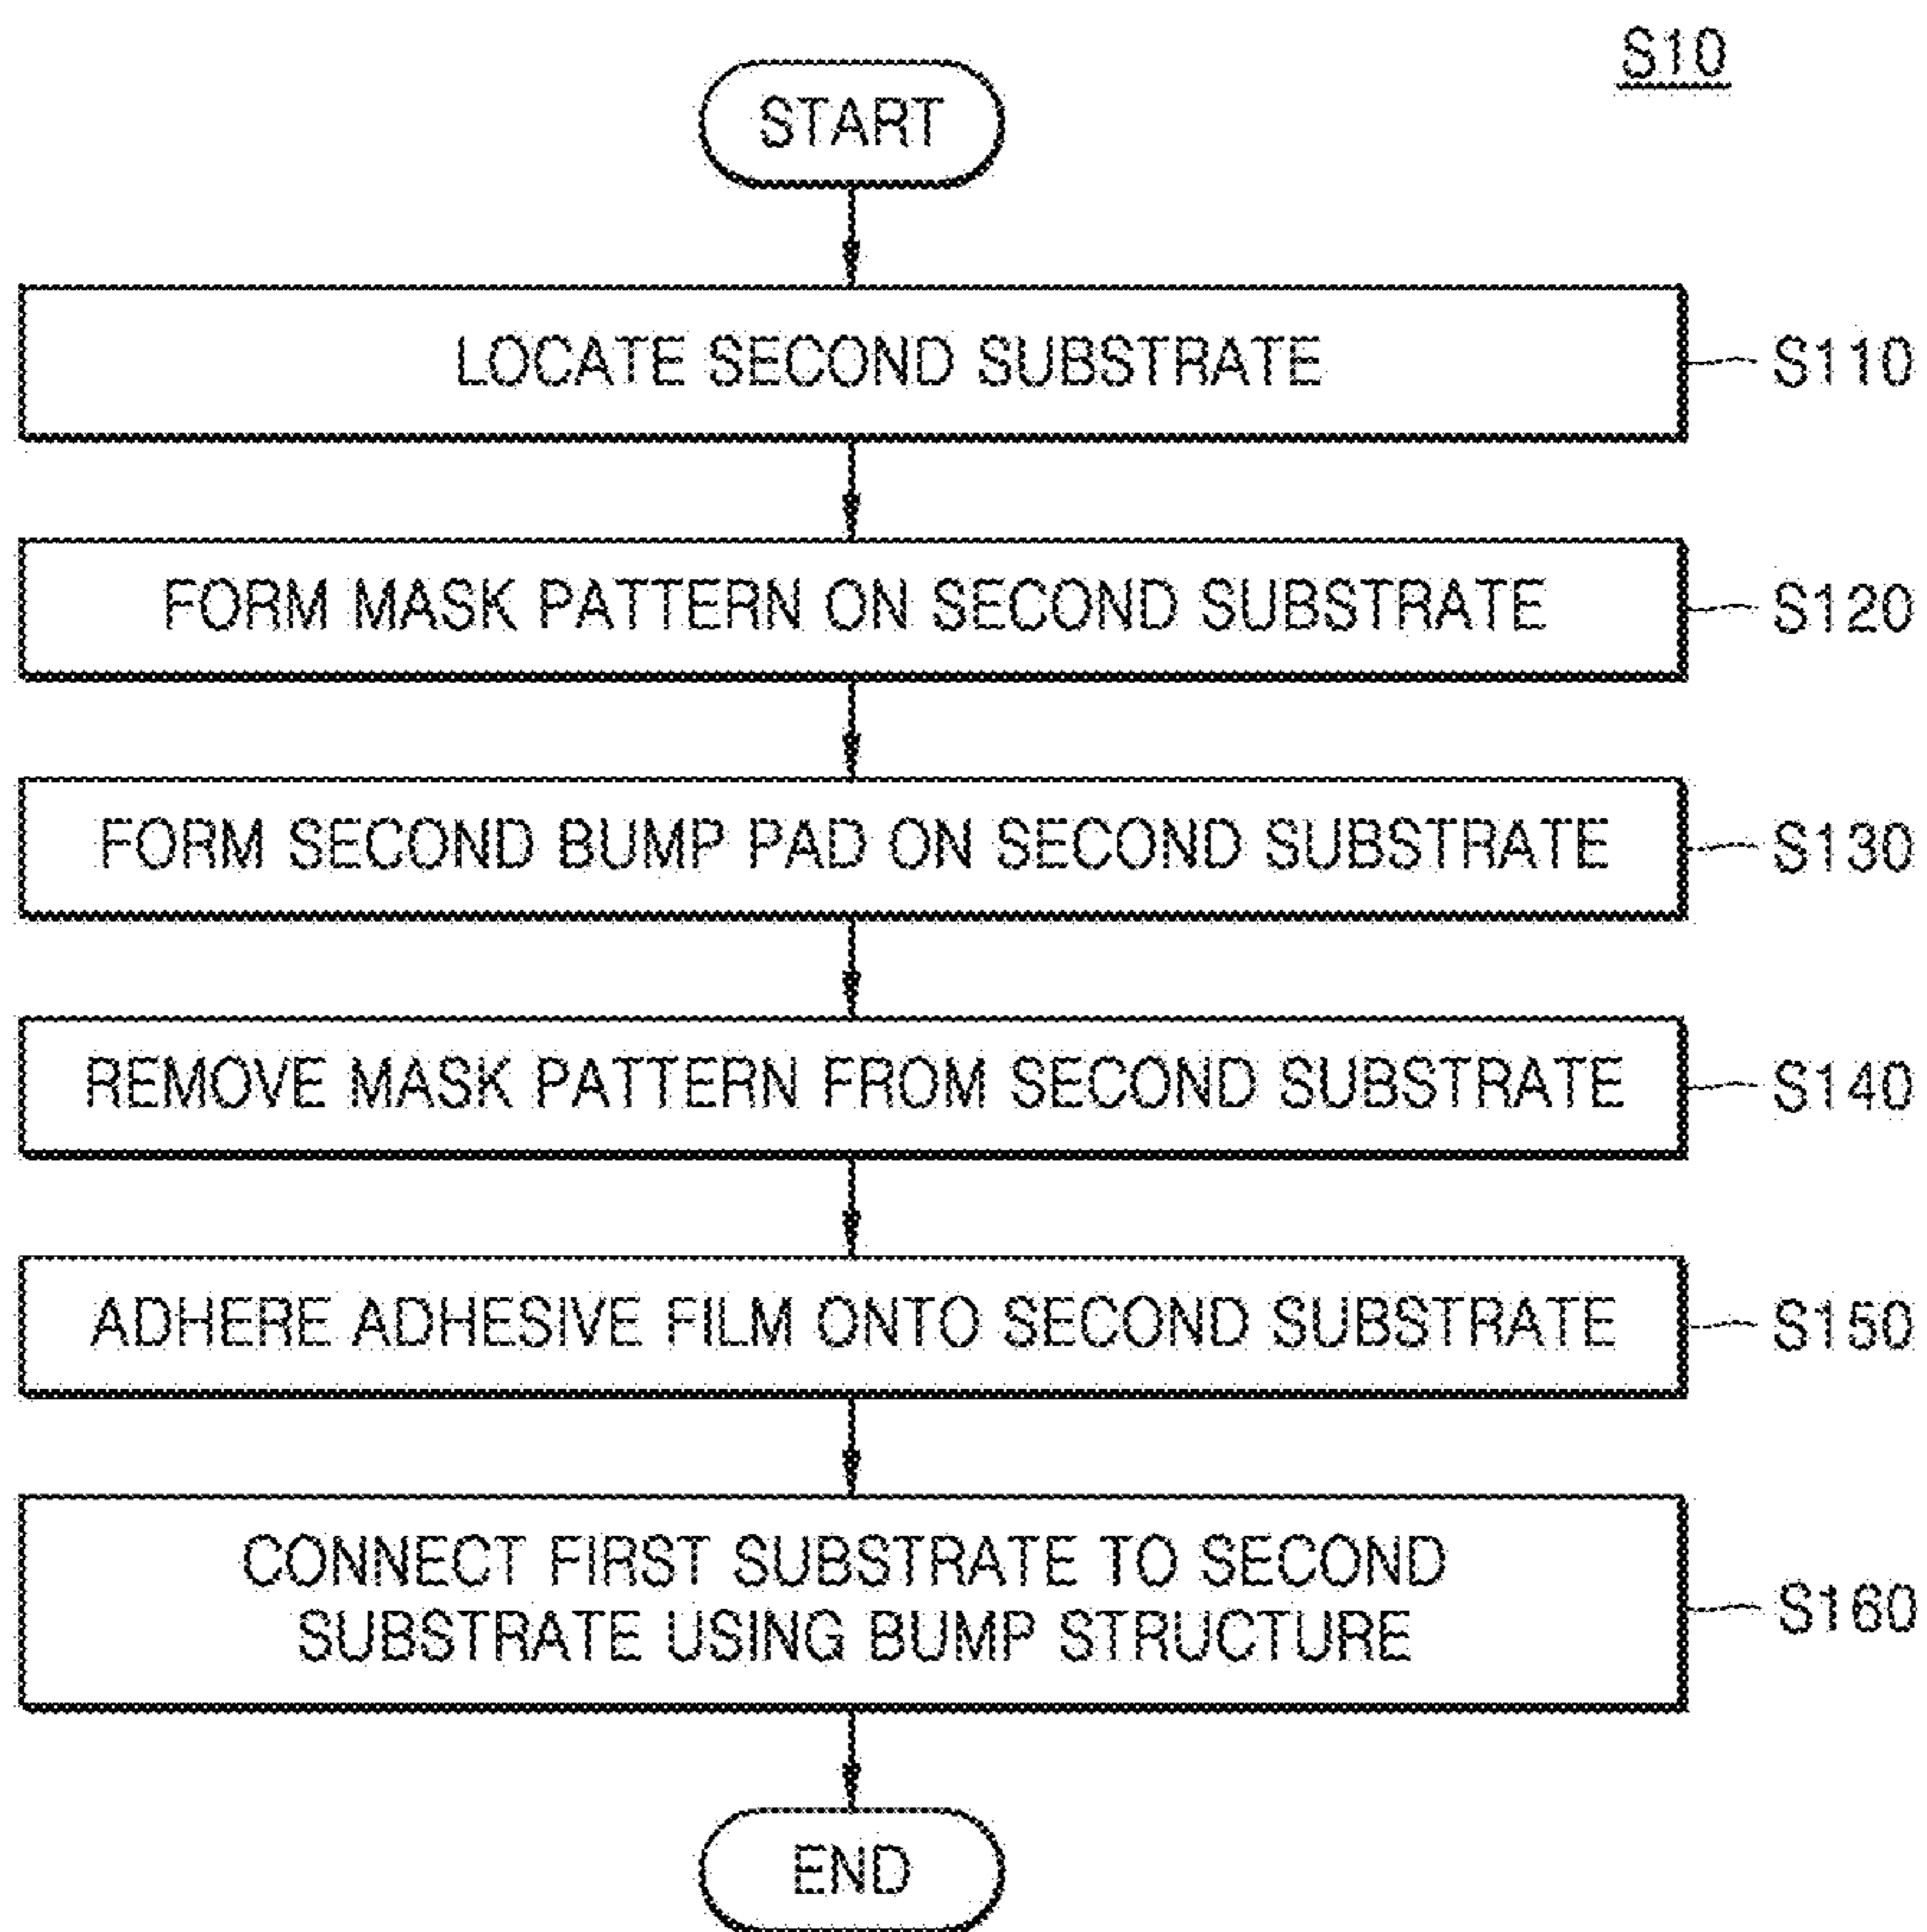 S10
START
LOCATE SECOND SUBSTRATE
S110
FORM MASK PATTERN ON SECOND SUBSTRATE
S120
FORM SECOND BUMP PAD ON SECOND SUBSTRATE
S130
REMOVE MASK PATTERN FROM SECOND SUBSTRATE
S140
ADHERE ADHESIVE FILM ONTO SECOND SUBSTRATE
S150
CONNECT FIRST SUBSTRATE TO SECOND
SUBSTRATE USING BUMP STRUCTURE
S160
END